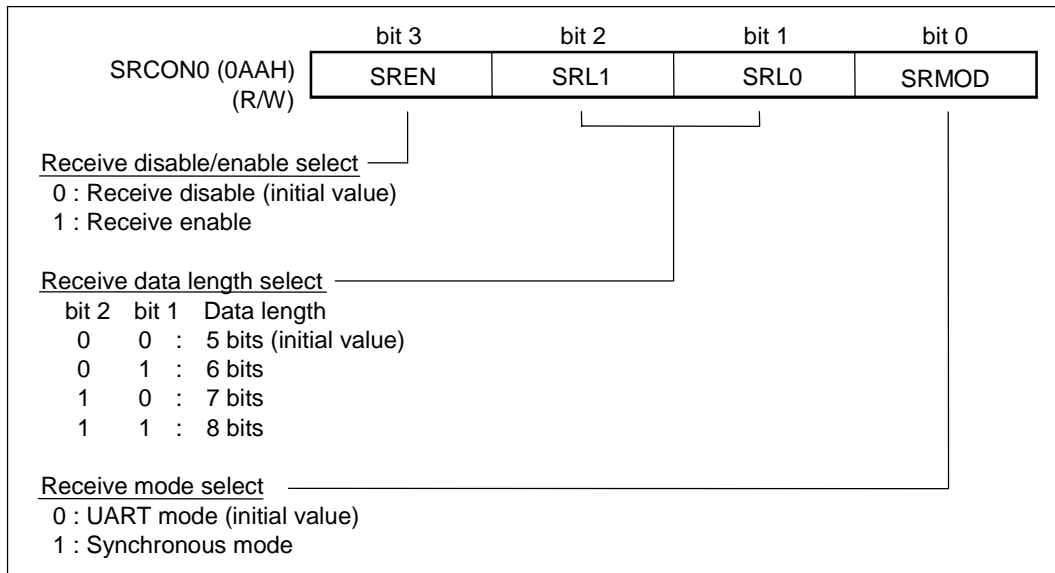 bit 3 bit 2 bit 1 bit 0
SRCON0 (0AAH) SREN SRL1 SRL0 SRMOD
(R/W)
Receive disable/enable select
0 : Receive disable (initial value)
1 : Receive enable
Receive data length select
bit 2 bit 1 Data length
0 0 : 5 bits (initial value)
0 1 : 6 bits
1 0 : 7 bits
1 1 : 8 bits
Receive mode select
0 : UART mode (initial value)
1 : Synchronous mode